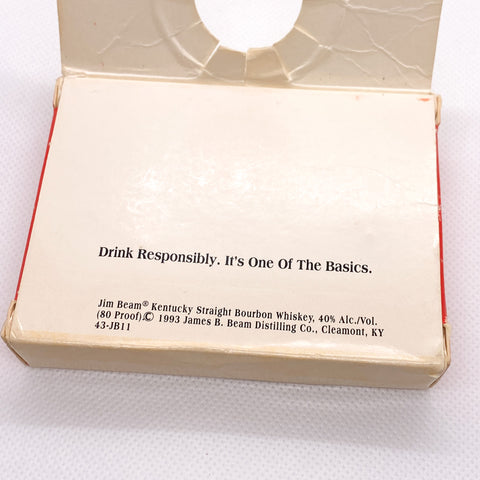 Drink Responsibly. It's One Of The Basics.
Jim Beam® Kentucky Straight Bourbon Whiskey, 40% Alc./Vol.
(80 Proof)© 1993 James B. Beam Distilling Co., Cleamont, KY
43-JB11